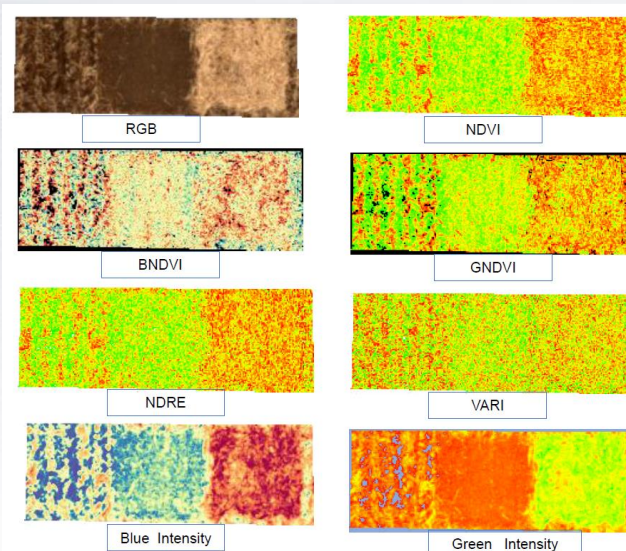 RGB
NDVI
BNDVI
GNDVI
NDRE
VARI
Blue Intensity
Green Intensity